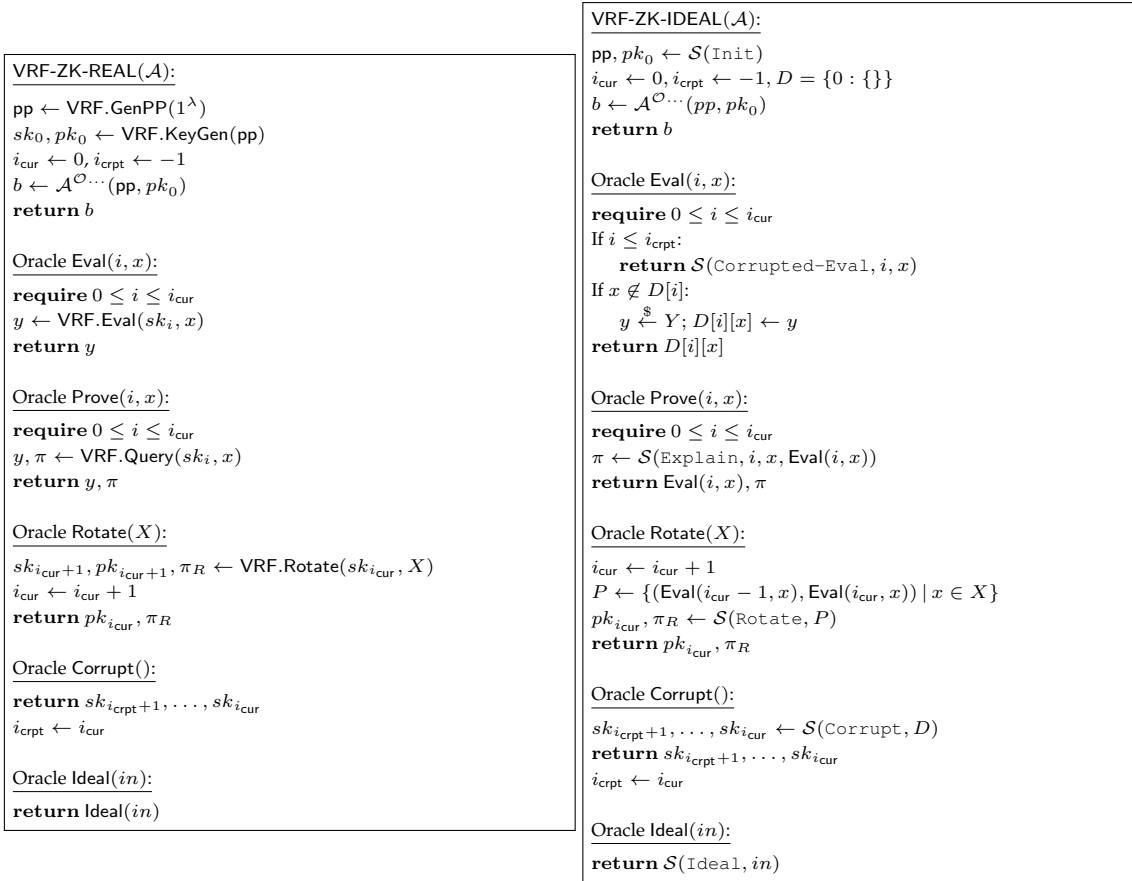 VRF-ZK-REAL(𝒜):
pp ← VRF.GenPP(1^λ)
sk₀, pk₀ ← VRF.KeyGen(pp)
i_cur ← 0, i_crpt ← −1
b ← 𝒜^{𝒪...}(pp, pk₀)
return b
Oracle Eval(i, x):
require 0 ≤ i ≤ i_cur
y ← VRF.Eval(sk_i, x)
return y
Oracle Prove(i, x):
require 0 ≤ i ≤ i_cur
y, π ← VRF.Query(sk_i, x)
return y, π
Oracle Rotate(X):
sk_{i_cur+1}, pk_{i_cur+1}, π_R ← VRF.Rotate(sk_{i_cur}, X)
i_cur ← i_cur + 1
return pk_{i_cur}, π_R
Oracle Corrupt():
return sk_{i_crpt+1}, . . . , sk_{i_cur}
i_crpt ← i_cur
Oracle Ideal(in):
return Ideal(in)
VRF-ZK-IDEAL(𝒜):
pp, pk₀ ← 𝒮(Init)
i_cur ← 0, i_crpt ← −1, D = {0 : {}}
b ← 𝒜^{𝒪...}(pp, pk₀)
return b
Oracle Eval(i, x):
require 0 ≤ i ≤ i_cur
If i ≤ i_crpt:
return 𝒮(Corrupted-Eval, i, x)
If x ∉ D[i]:
y ←$ Y; D[i][x] ← y
return D[i][x]
Oracle Prove(i, x):
require 0 ≤ i ≤ i_cur
π ← 𝒮(Explain, i, x, Eval(i, x))
return Eval(i, x), π
Oracle Rotate(X):
i_cur ← i_cur + 1
P ← {(Eval(i_cur − 1, x), Eval(i_cur, x)) | x ∈ X}
pk_{i_cur}, π_R ← 𝒮(Rotate, P)
return pk_{i_cur}, π_R
Oracle Corrupt():
sk_{i_crpt+1}, . . . , sk_{i_cur} ← 𝒮(Corrupt, D)
return sk_{i_crpt+1}, . . . , sk_{i_cur}
i_crpt ← i_cur
Oracle Ideal(in):
return 𝒮(Ideal, in)